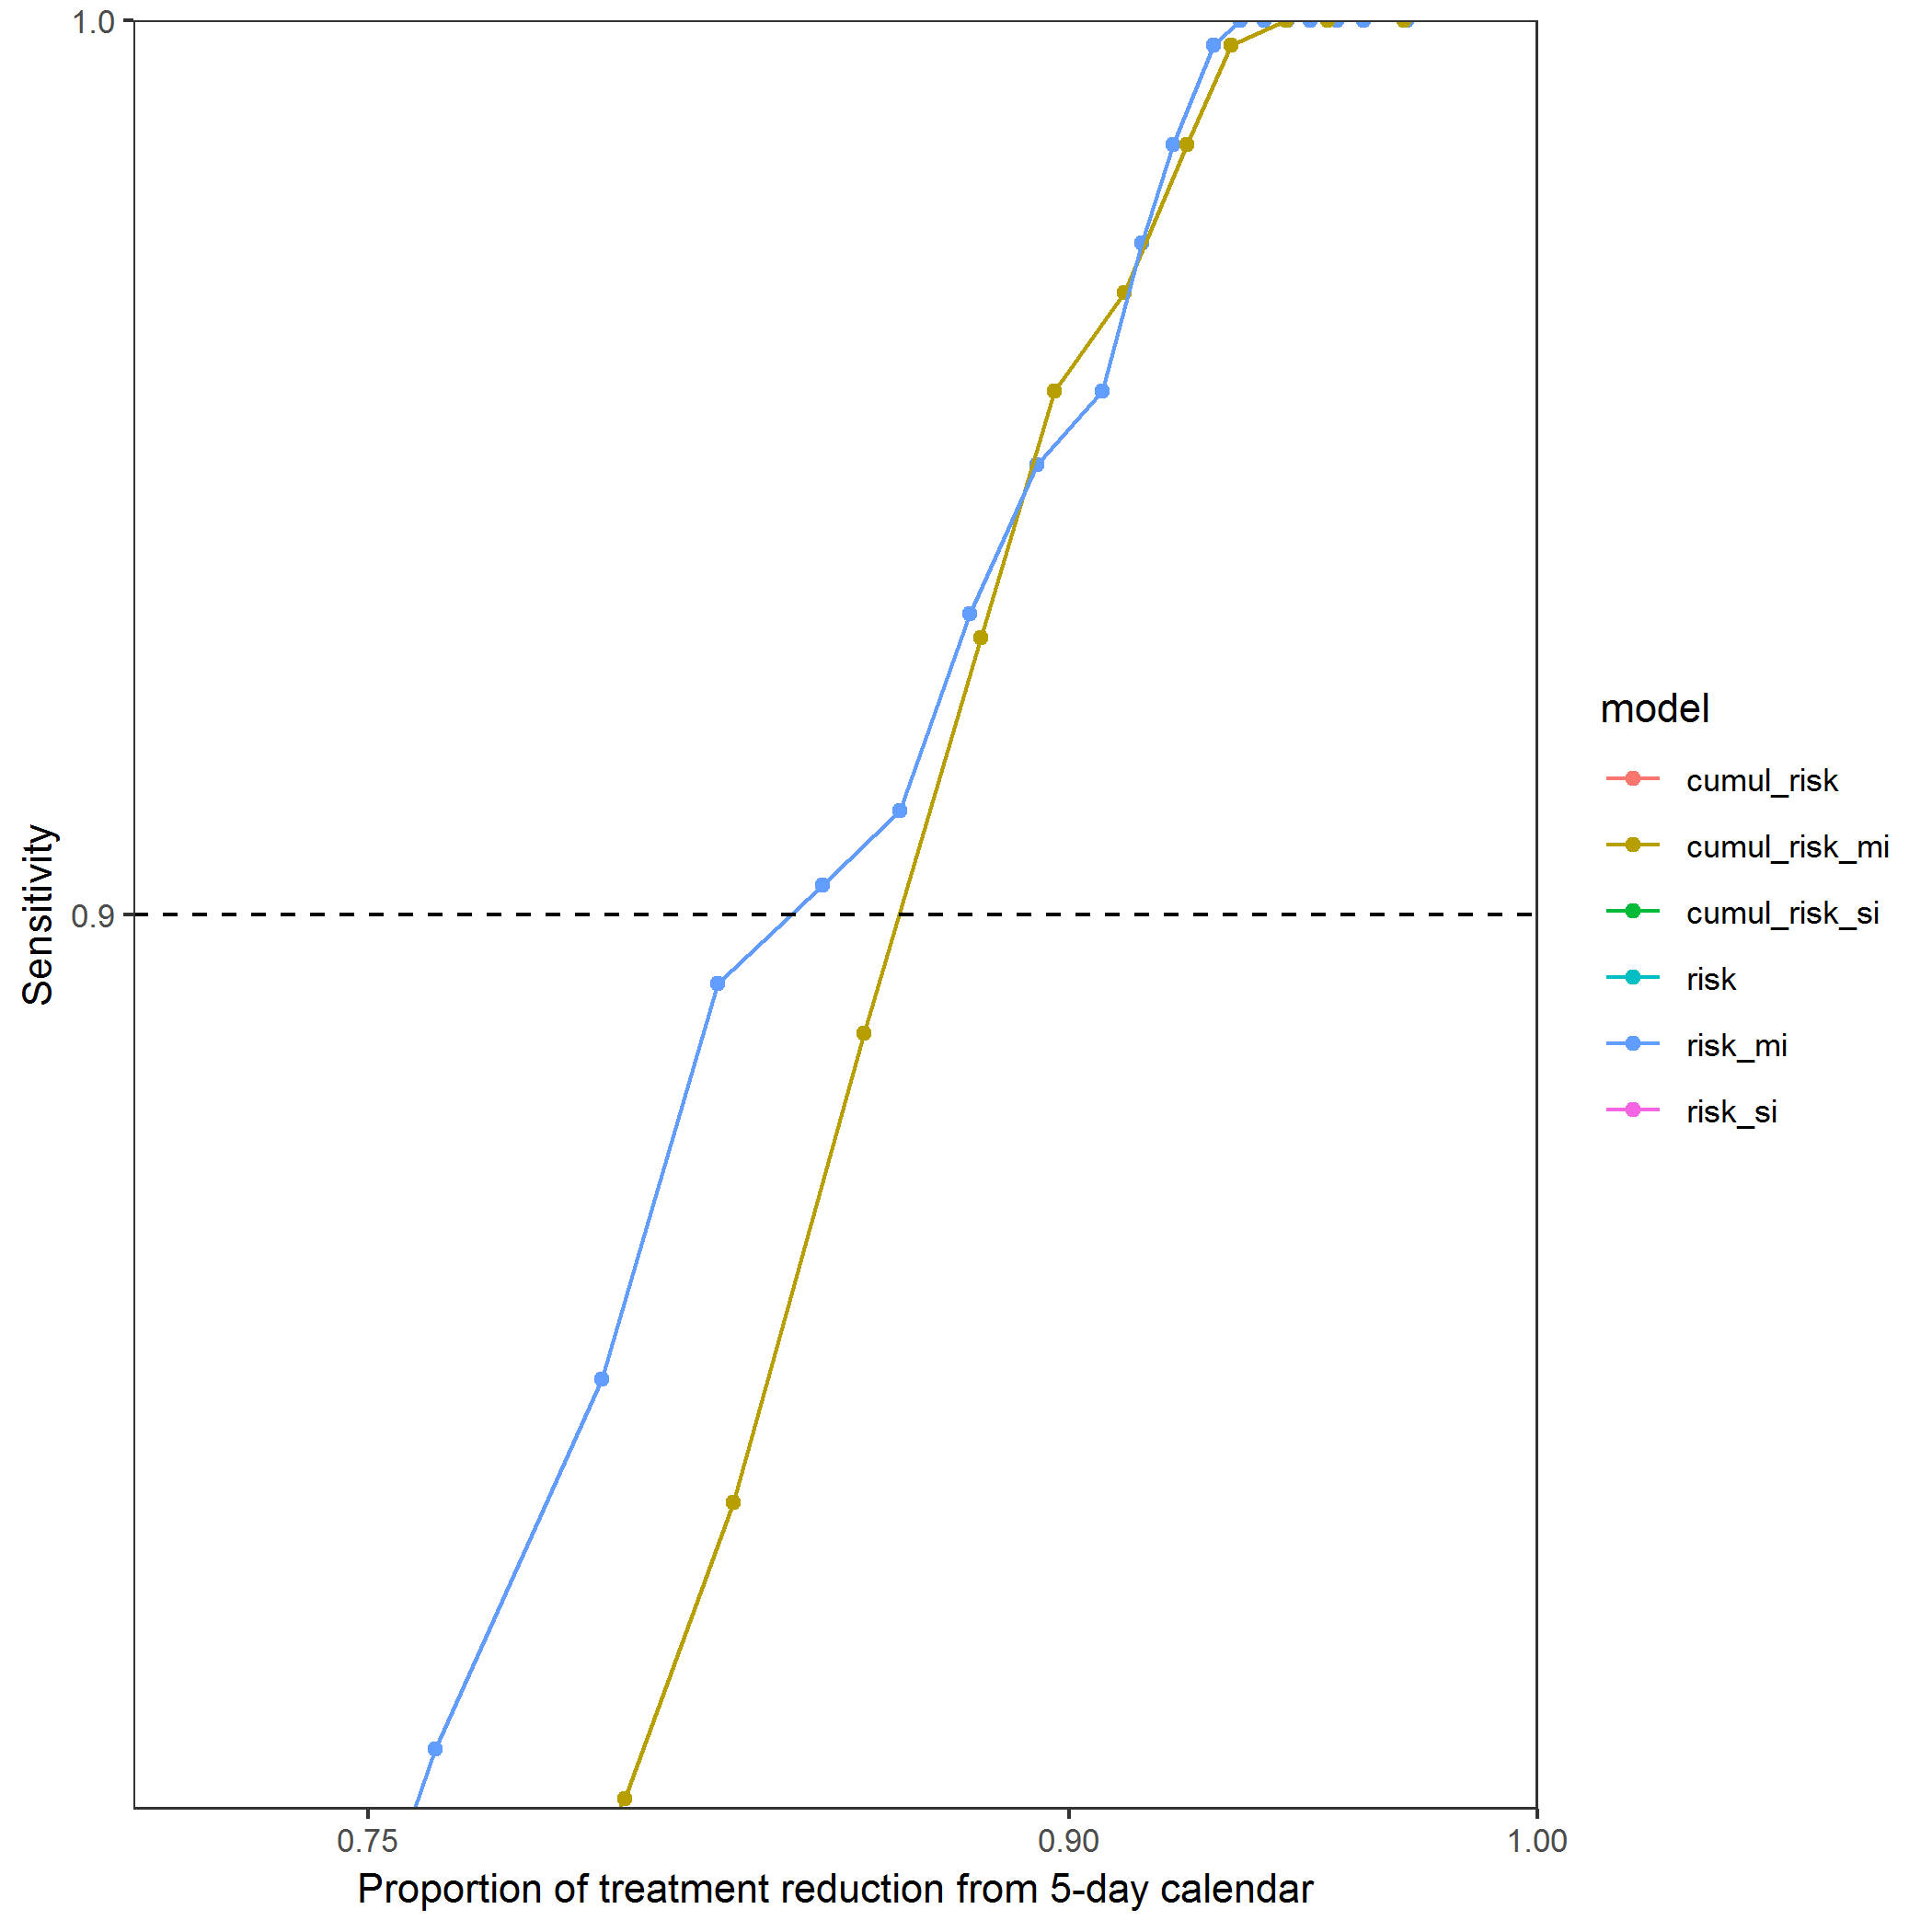 1.0
0.9
Sensitivity
0.75
0.90
1.00
Proportion of treatment reduction from 5-day calendar
model
cumul_risk
cumul_risk_mi
cumul_risk_si
risk
risk_mi
risk_si